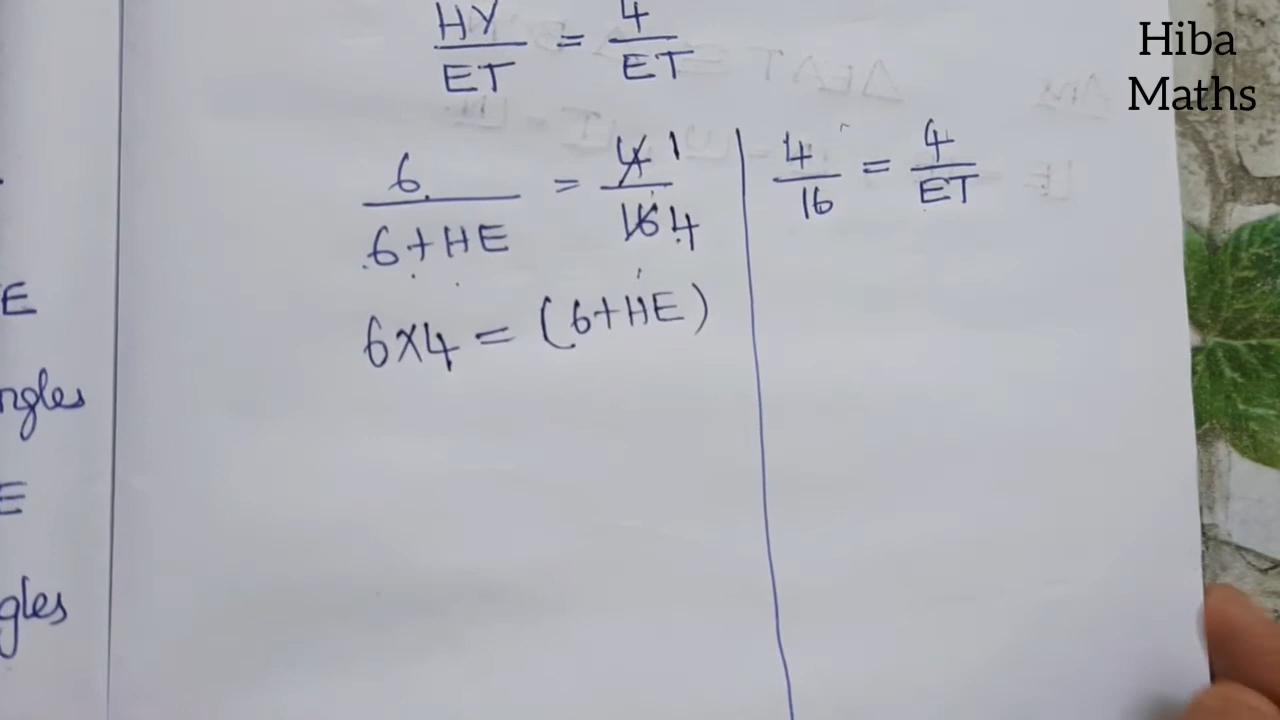 Hiba
Maths
HY/ET = 4/ET
6/6+HE = 4 1/16 4
6×4 = (6+HE)
4/16 = 4/ET
E
ngles
E
gles